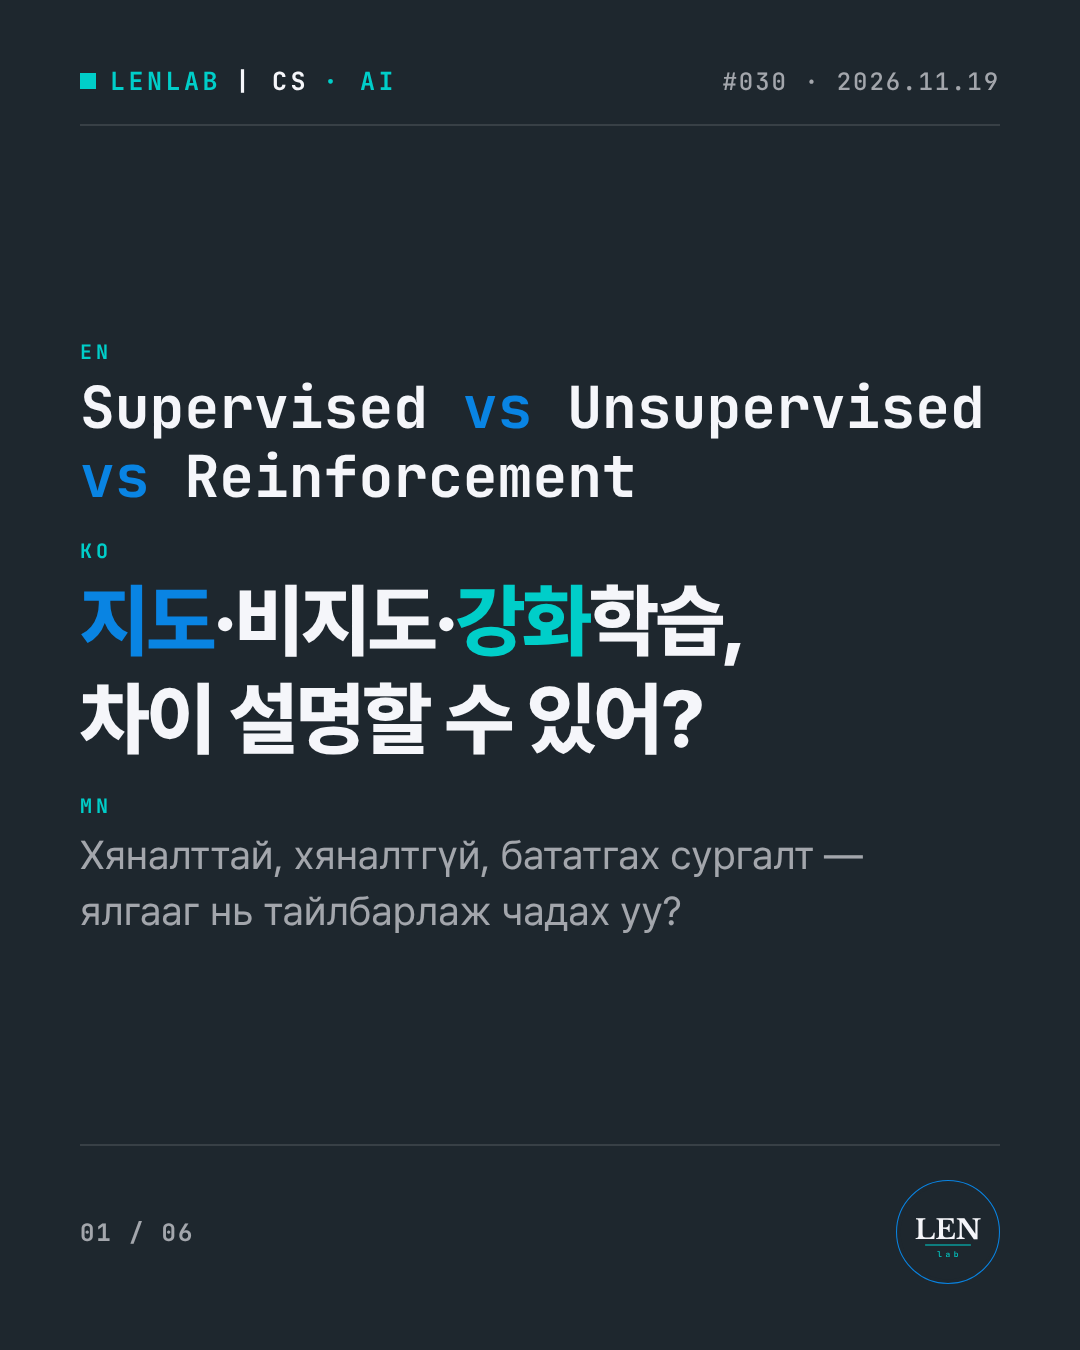 LENLAB | CS · AI
#030 · 2026.11.19
EN
Supervised vs Unsupervised
vs Reinforcement
KO
지도·비지도·강화학습,
차이 설명할 수 있어?
MN
Хяналттай, хяналтгүй, бататгах сургалт —
ялгааг нь тайлбарлаж чадах уу?
01 / 06
LEN
lab